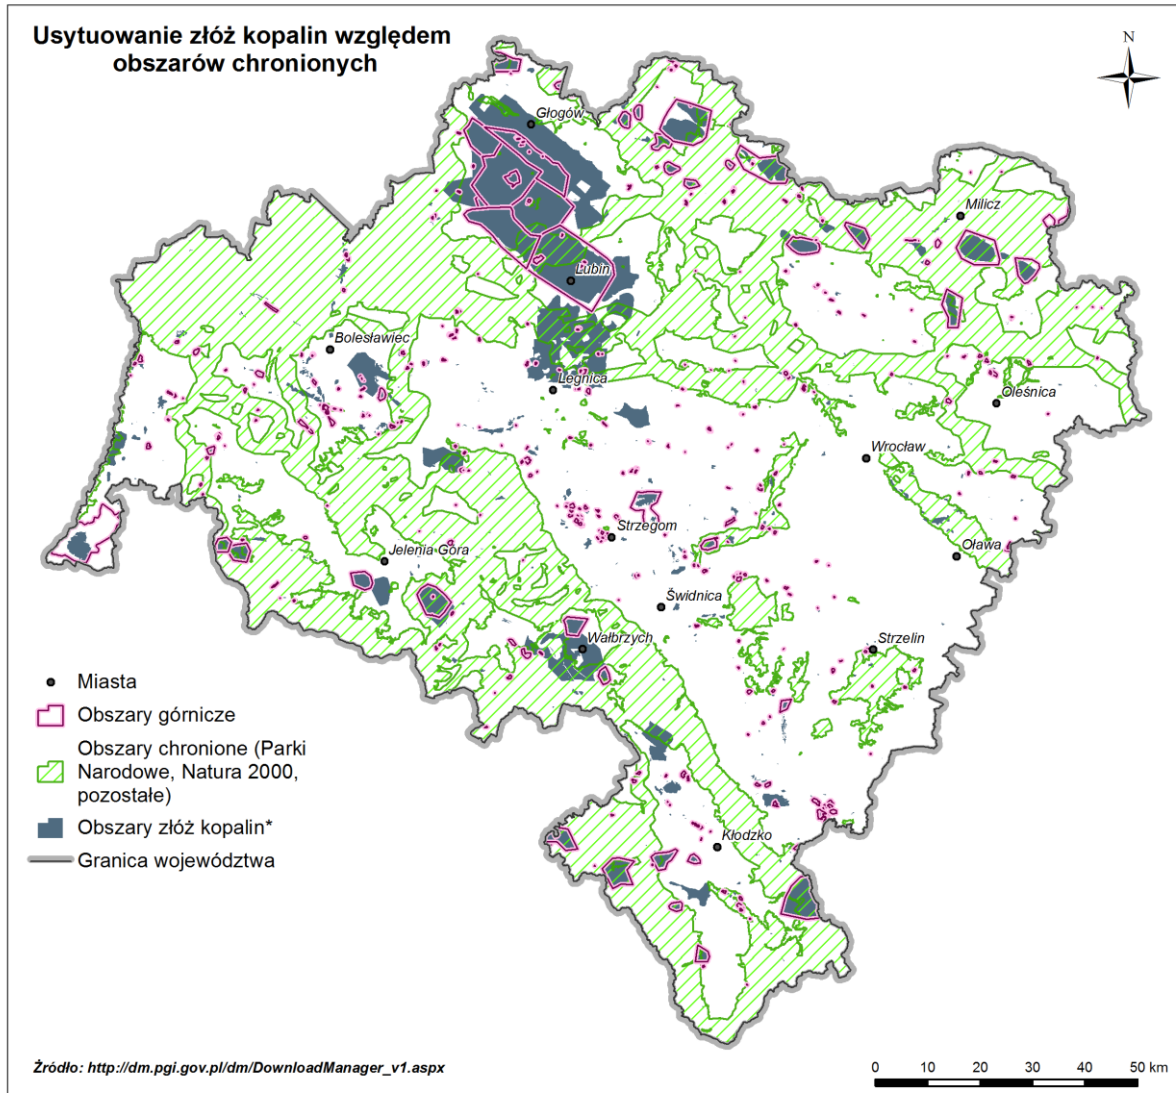 Usytuowanie złóż kopalin względem
obszarów chronionych
N
Głogów
Milicz
Lubin
Bolesławiec
Legnica
Oleśnica
Wrocław
Strzegom
Oława
Jelenia Góra
Świdnica
Wałbrzych
Strzelin
Kłodzko
Miasta
Obszary górnicze
Obszary chronione (Parki
Narodowe, Natura 2000,
pozostałe)
Obszary złóż kopalin*
Granica województwa
Źródło: http://dm.pgi.gov.pl/dm/DownloadManager_v1.aspx
0 10 20 30 40 50 km